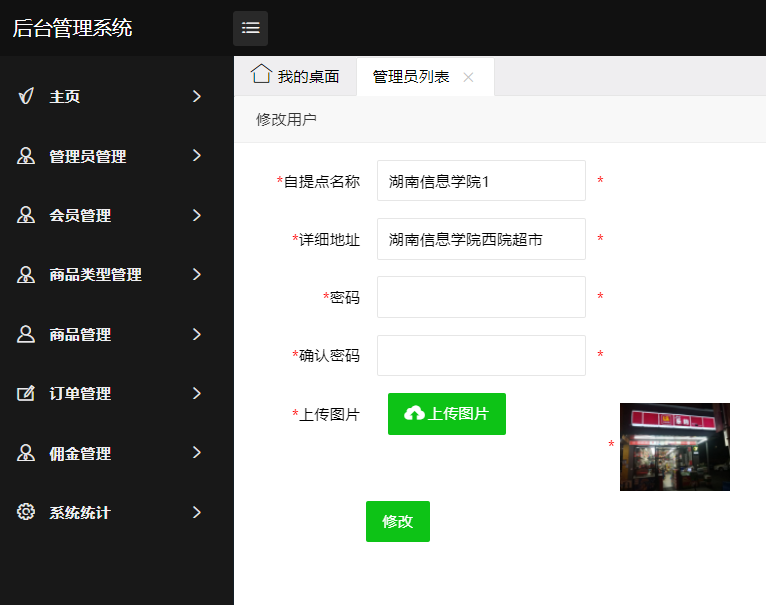 后台管理系统
主页
管理员管理
会员管理
商品类型管理
商品管理
订单管理
佣金管理
系统统计
我的桌面
管理员列表
修改用户
*自提点名称 湖南信息学院1 *
*详细地址 湖南信息学院西院超市 *
*密码 *
*确认密码 *
*上传图片 上传图片 *
修改